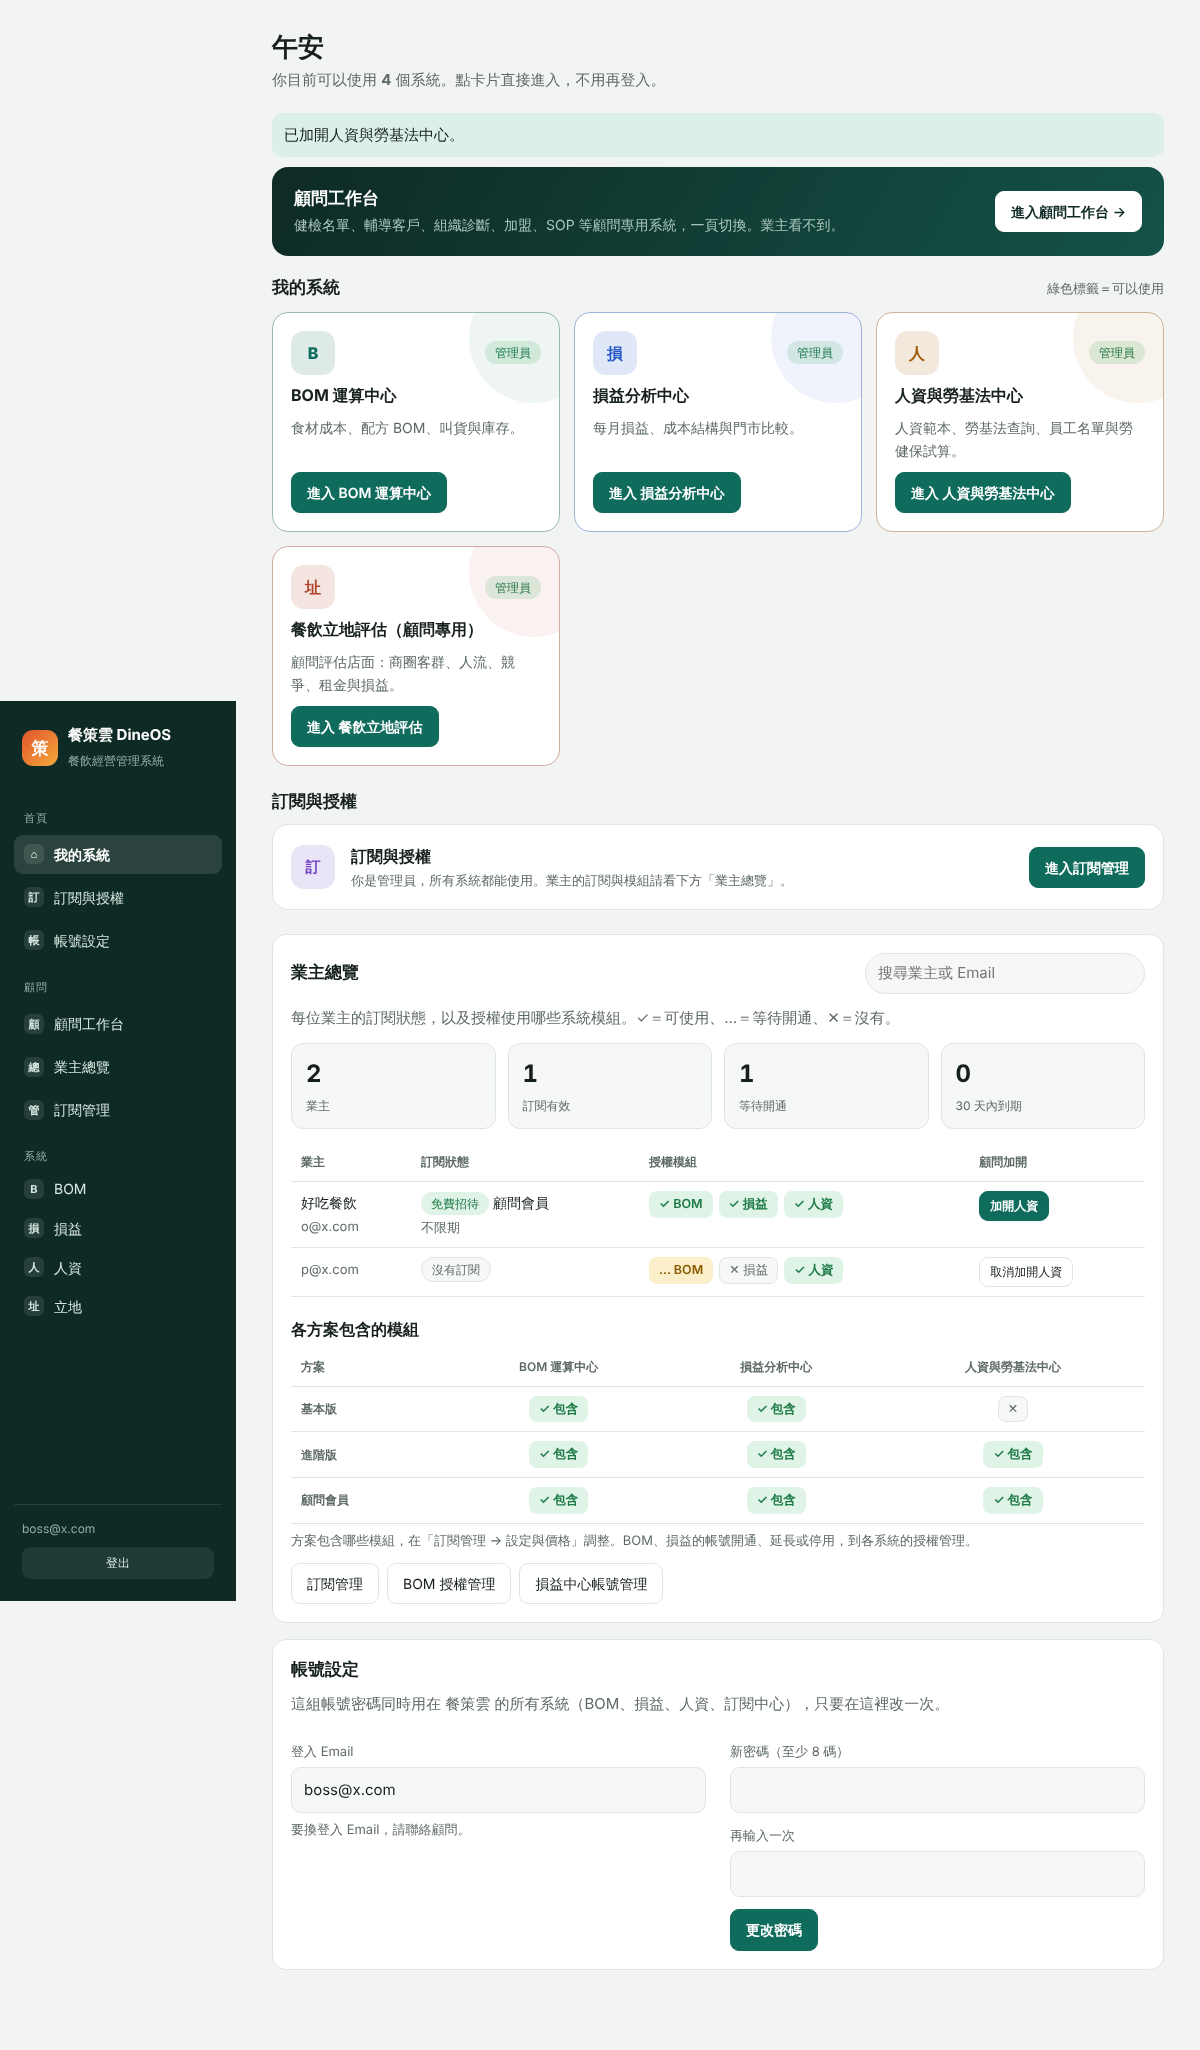 午安
你目前可以使用 4 個系統。點卡片直接進入，不用再登入。
已加開人資與勞基法中心。
顧問工作台
健檢名單、輔導客戶、組織診斷、加盟、SOP 等顧問專用系統，一頁切換。業主看不到。
進入顧問工作台 →
我的系統
綠色標籤＝可以使用
B
管理員
BOM 運算中心
食材成本、配方 BOM、叫貨與庫存。
進入 BOM 運算中心
損
管理員
損益分析中心
每月損益、成本結構與門市比較。
進入 損益分析中心
人
管理員
人資與勞基法中心
人資範本、勞基法查詢、員工名單與勞
健保試算。
進入 人資與勞基法中心
址
管理員
餐飲立地評估（顧問專用）
顧問評估店面：商圈客群、人流、競
爭、租金與損益。
進入 餐飲立地評估
策
餐策雲 DineOS
餐飲經營管理系統
首頁
⌂ 我的系統
訂 訂閱與授權
帳 帳號設定
顧問
顧 顧問工作台
總 業主總覽
管 訂閱管理
系統
B BOM
損 損益
人 人資
址 立地
boss@x.com
登出
訂閱與授權
訂
訂閱與授權
你是管理員，所有系統都能使用。業主的訂閱與模組請看下方「業主總覽」。
進入訂閱管理
業主總覽
搜尋業主或 Email
每位業主的訂閱狀態，以及授權使用哪些系統模組。✓＝可使用、…＝等待開通、✕＝沒有。
2
業主
1
訂閱有效
1
等待開通
0
30 天內到期
業主 訂閱狀態 授權模組 顧問加開
好吃餐飲 免費招待 顧問會員 ✓ BOM ✓ 損益 ✓ 人資 加開人資
o@x.com 不限期
p@x.com 沒有訂閱 … BOM ✕ 損益 ✓ 人資 取消加開人資
各方案包含的模組
方案 BOM 運算中心 損益分析中心 人資與勞基法中心
基本版 ✓ 包含 ✓ 包含 ✕
進階版 ✓ 包含 ✓ 包含 ✓ 包含
顧問會員 ✓ 包含 ✓ 包含 ✓ 包含
方案包含哪些模組，在「訂閱管理 → 設定與價格」調整。BOM、損益的帳號開通、延長或停用，到各系統的授權管理。
訂閱管理
BOM 授權管理
損益中心帳號管理
帳號設定
這組帳號密碼同時用在 餐策雲 的所有系統（BOM、損益、人資、訂閱中心），只要在這裡改一次。
登入 Email
boss@x.com
要換登入 Email，請聯絡顧問。
新密碼（至少 8 碼）
再輸入一次
更改密碼